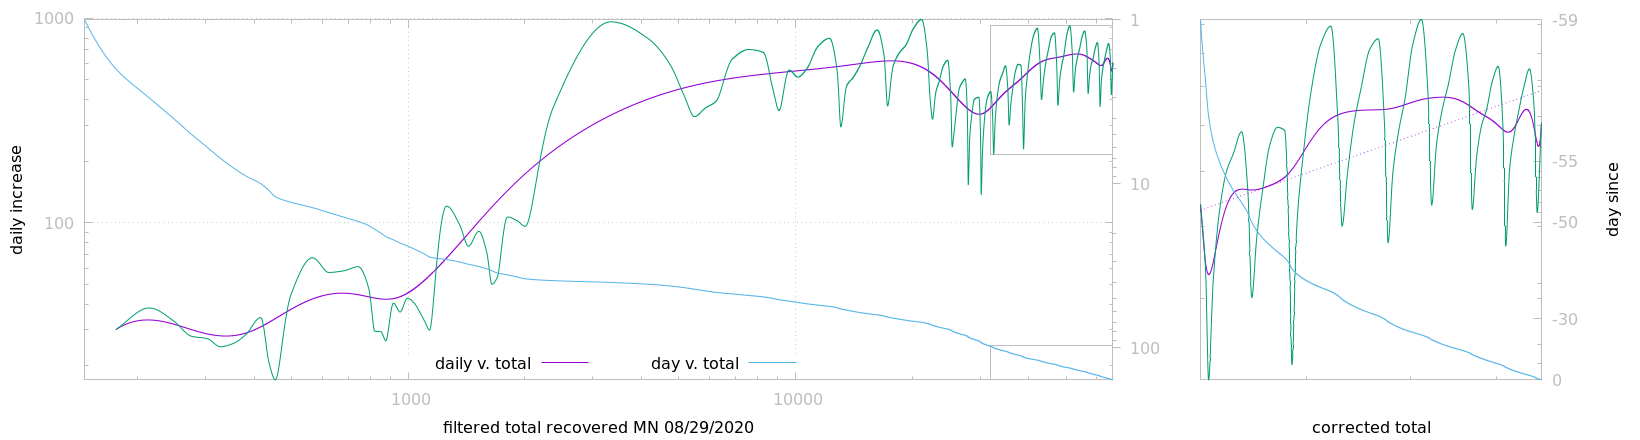 1000
100
daily increase
1000
10000
filtered total recovered MN 08/29/2020
daily v. total
day v. total
1
10
100
-59
-55
-50
-30
0
day since
corrected total